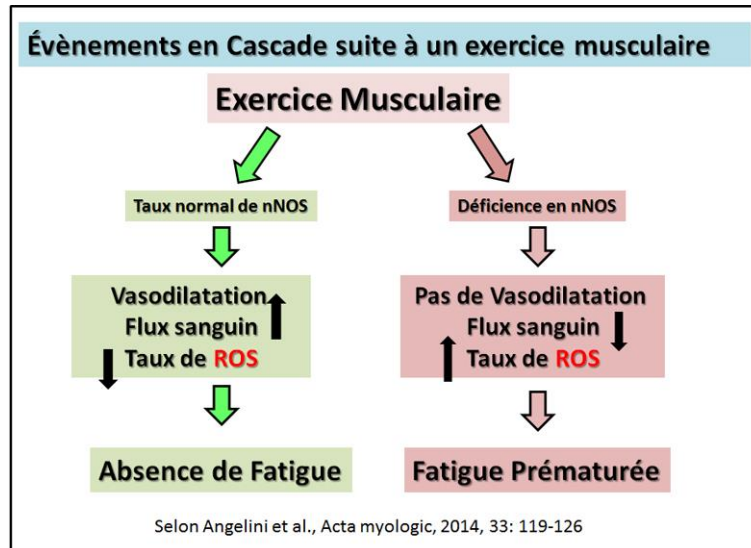 Évènements en Cascade suite à un exercice musculaire
Exercice Musculaire
Taux normal de nNOS
Déficience en nNOS
Vasodilatation
Flux sanguin
Taux de ROS
Pas de Vasodilatation
Flux sanguin
Taux de ROS
Absence de Fatigue
Fatigue Prématurée
Selon Angelini et al., Acta myologic, 2014, 33: 119-126